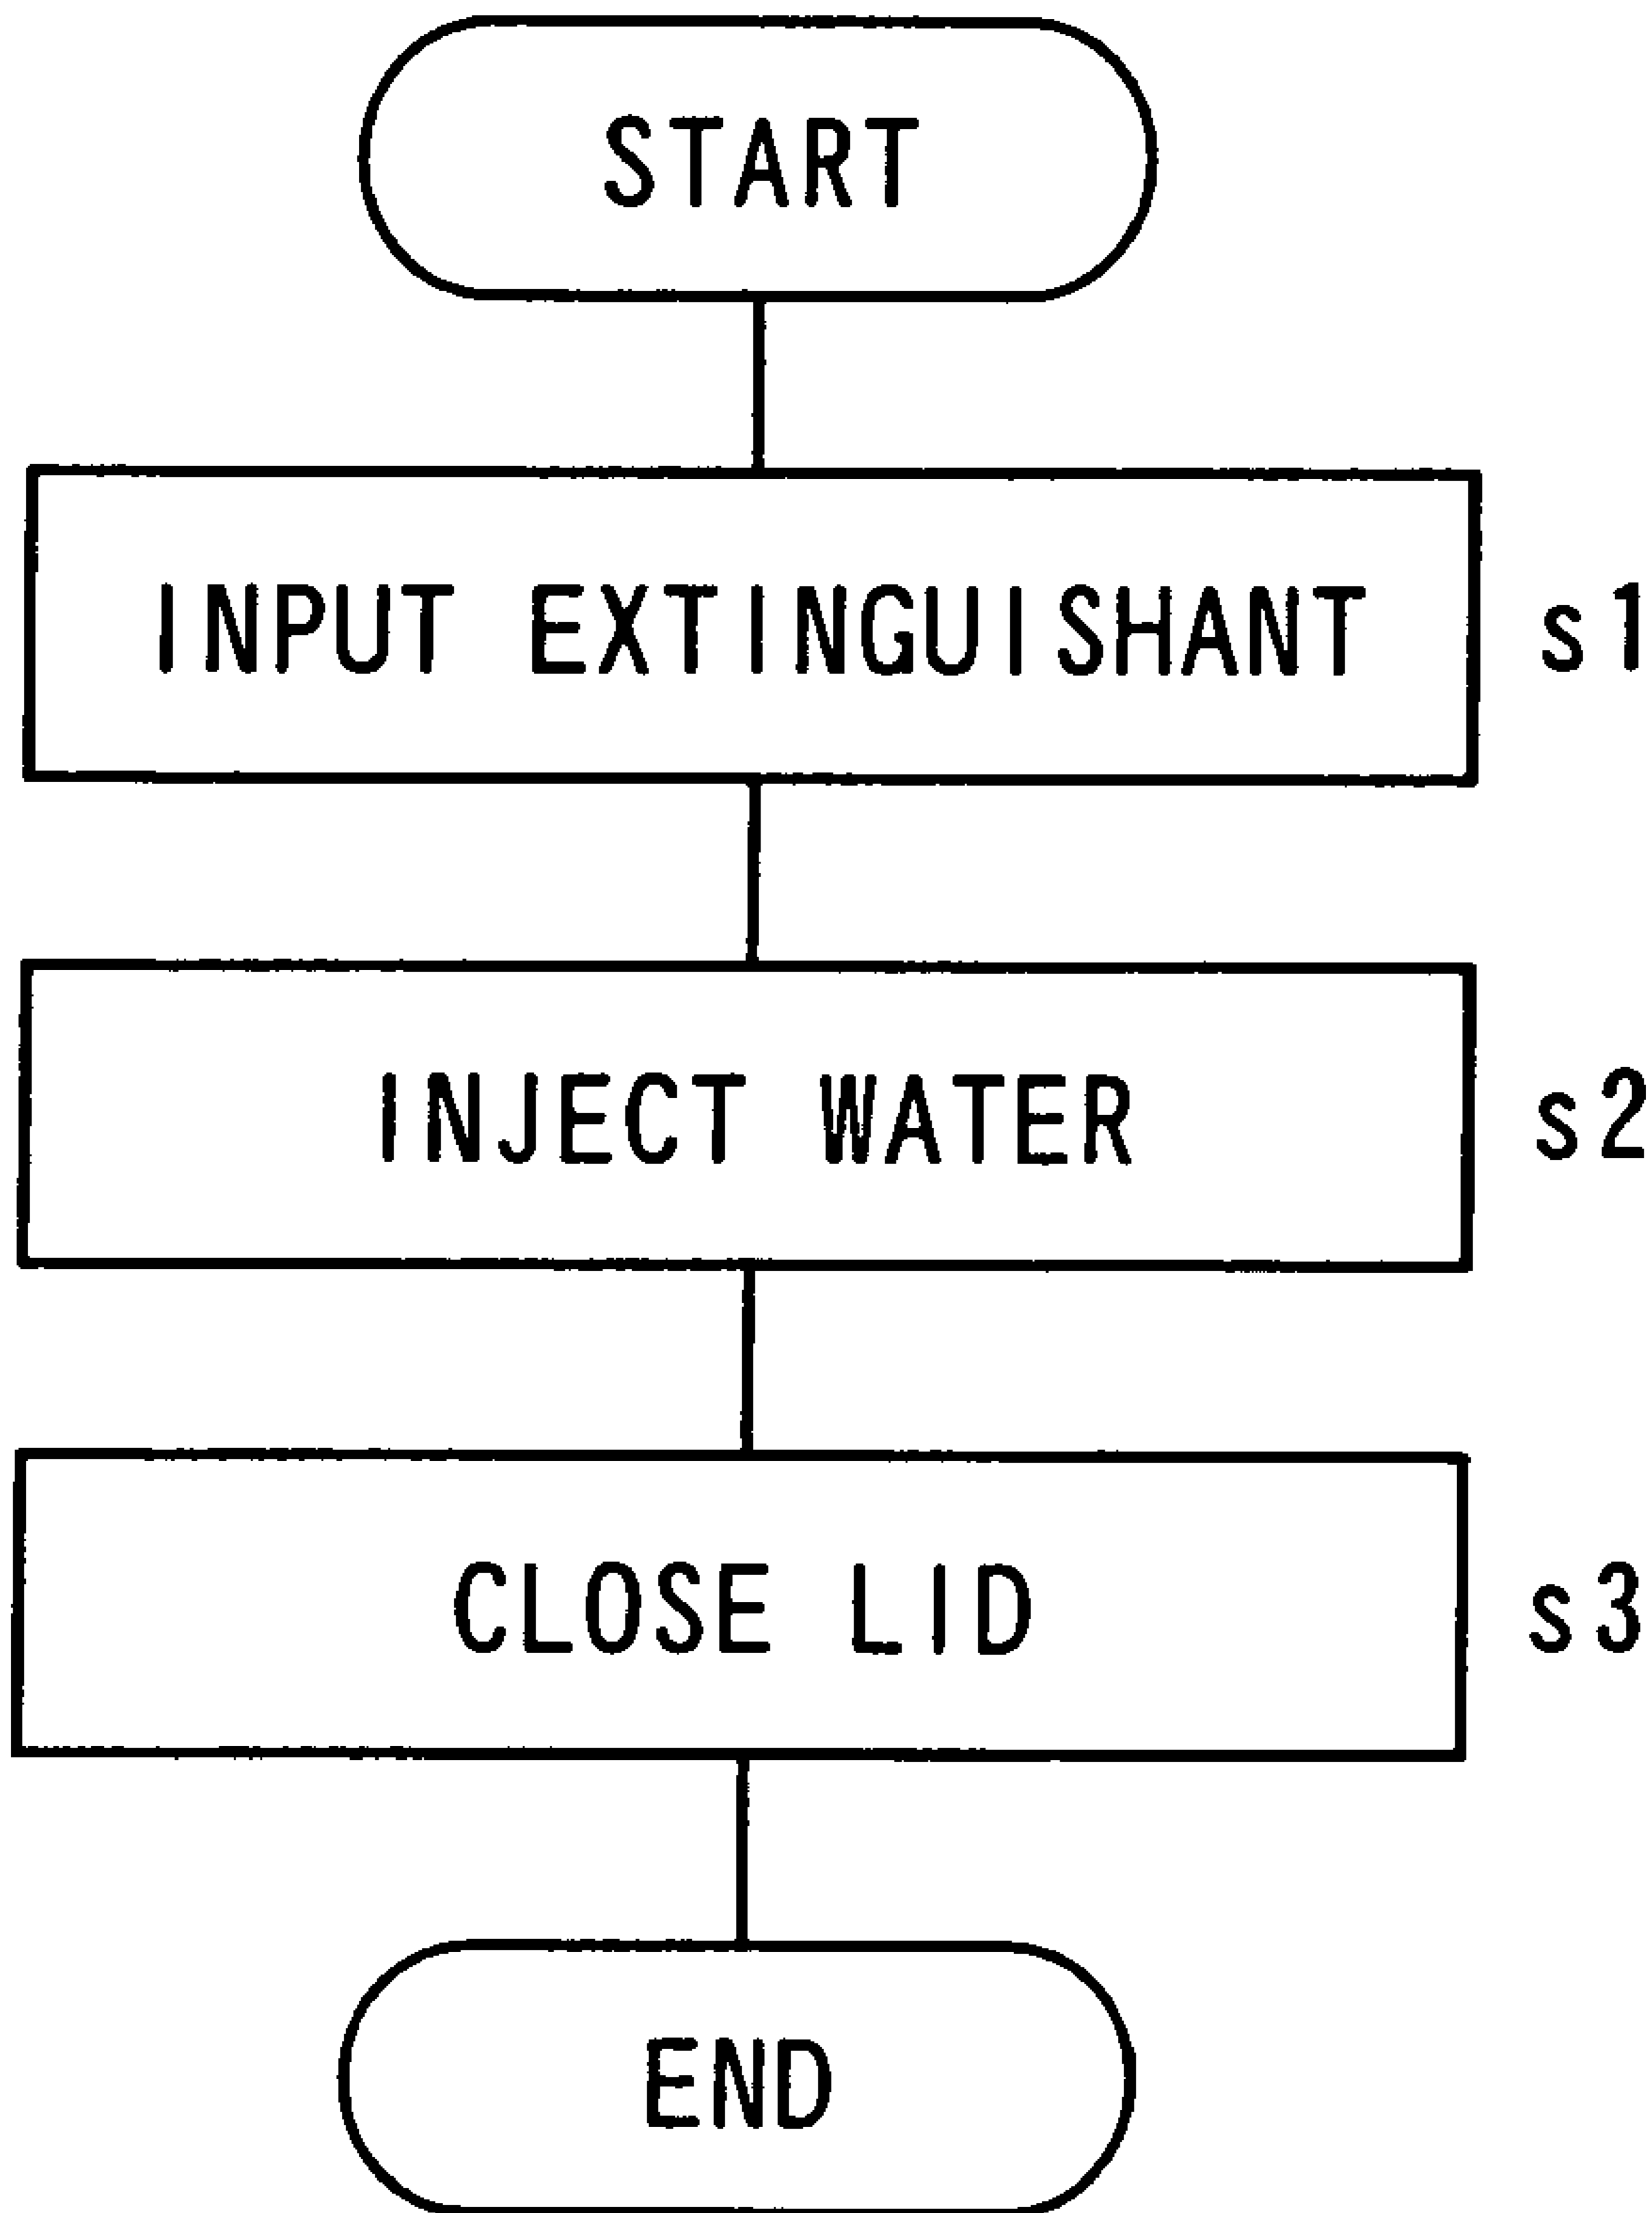 START
INPUT EXTINGUISHANT s1
INJECT WATER s2
CLOSE LID s3
END